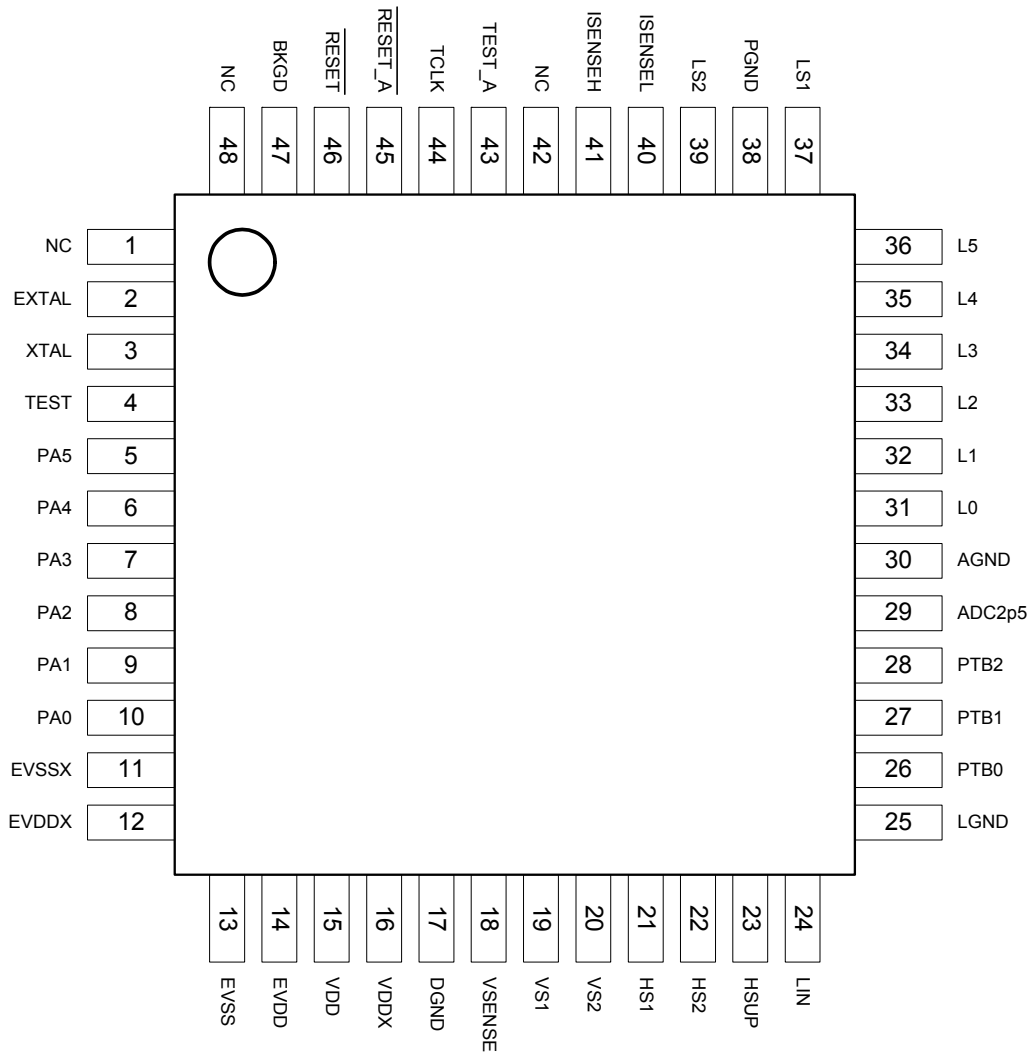 NC
BKGD
RESET
RESET_A
TCLK
TEST_A
NC
ISENSEH
ISENSEL
LS2
PGND
LS1
48
47
46
45
44
43
42
41
40
39
38
37
NC 1
EXTAL 2
XTAL 3
TEST 4
PA5 5
PA4 6
PA3 7
PA2 8
PA1 9
PA0 10
EVSSX 11
EVDDX 12
36 L5
35 L4
34 L3
33 L2
32 L1
31 L0
30 AGND
29 ADC2p5
28 PTB2
27 PTB1
26 PTB0
25 LGND
13
14
15
16
17
18
19
20
21
22
23
24
EVSS
EVDD
VDD
VDDX
DGND
VSENSE
VS1
VS2
HS1
HS2
HSUP
LIN